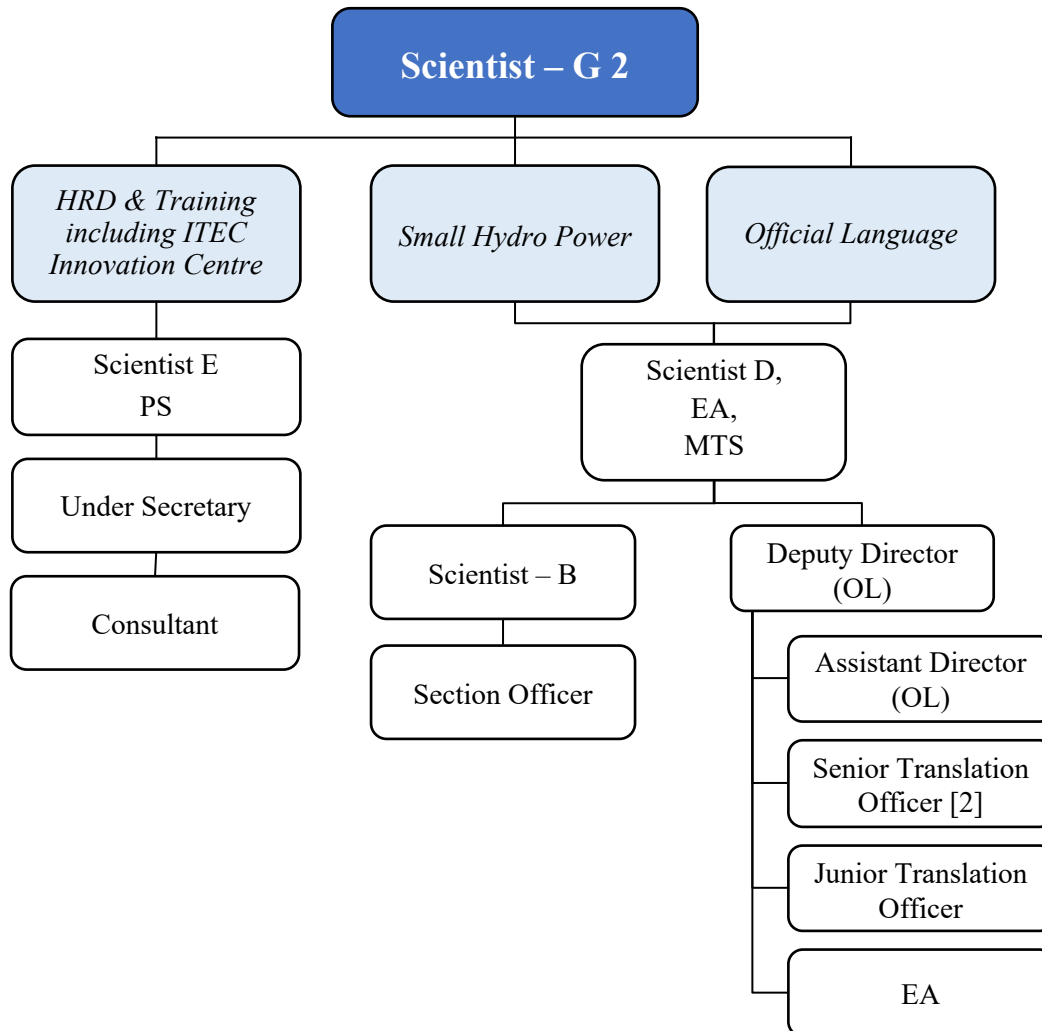 Scientist – G 2
HRD & Training
including ITEC
Innovation Centre
Small Hydro Power
Official Language
Scientist E
PS
Under Secretary
Consultant
Scientist D,
EA,
MTS
Scientist – B
Section Officer
Deputy Director
(OL)
Assistant Director
(OL)
Senior Translation
Officer [2]
Junior Translation
Officer
EA